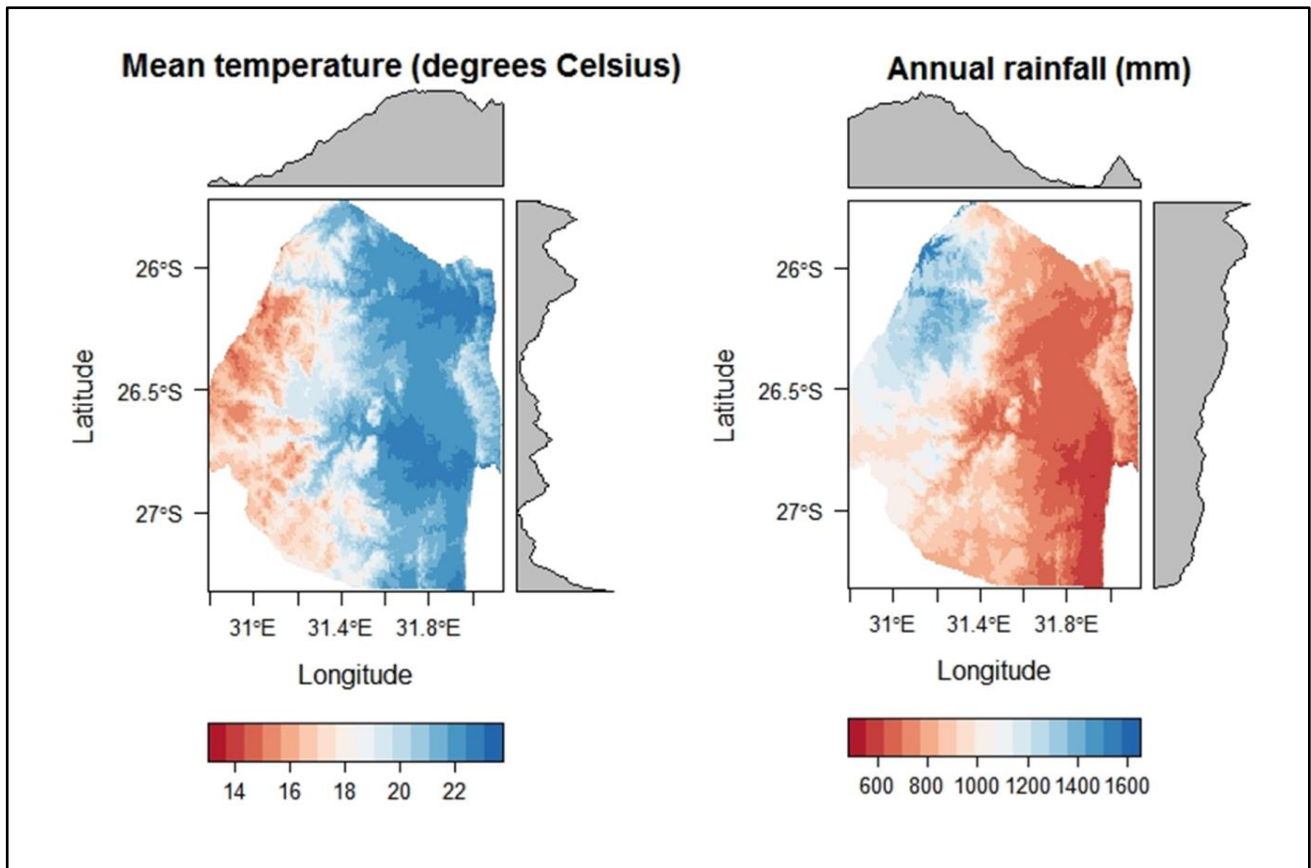 Mean temperature (degrees Celsius)
26°S
26.5°S
27°S
Latitude
31°E 31.4°E 31.8°E
Longitude
14 16 18 20 22
Annual rainfall (mm)
26°S
26.5°S
27°S
Latitude
31°E 31.4°E 31.8°E
Longitude
600 800 1000 1200 1400 1600